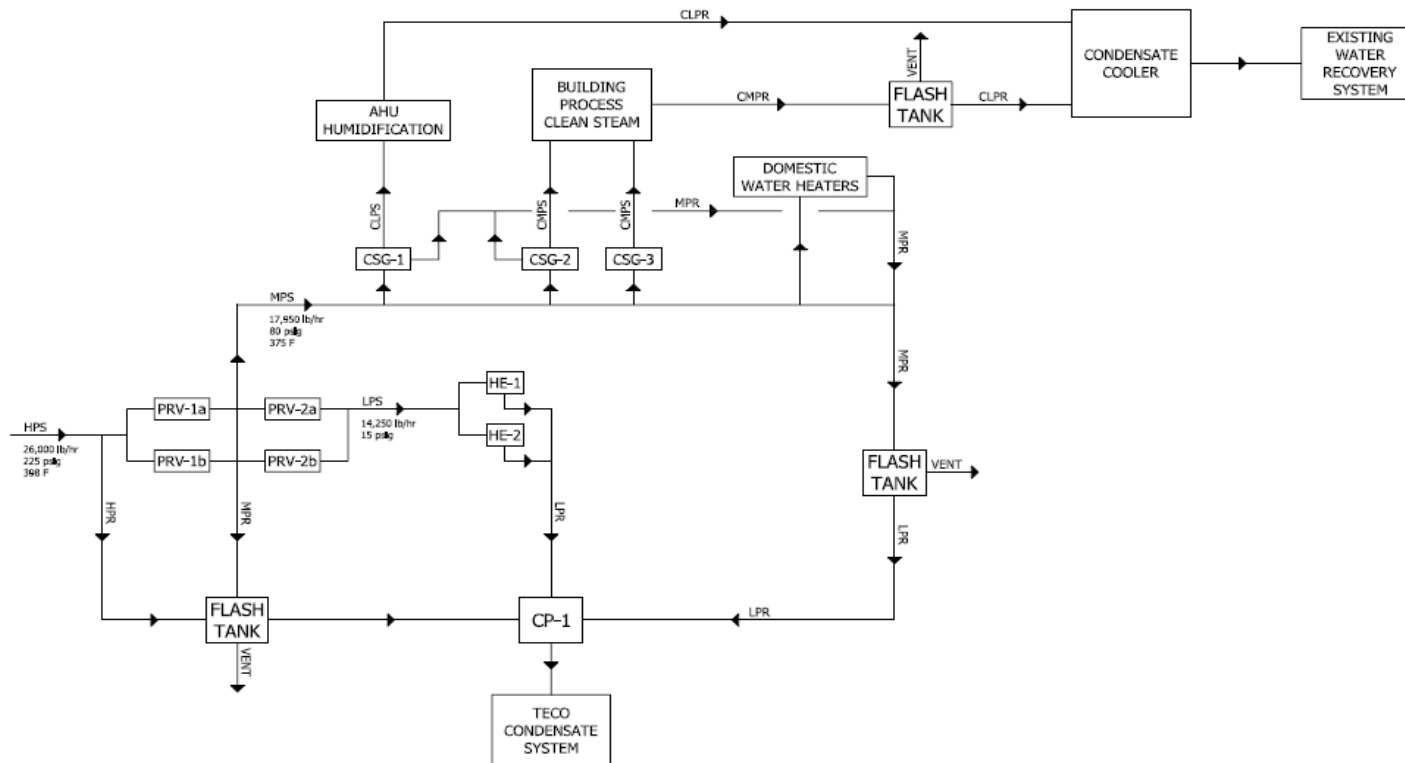 CLPR
CONDENSATE
COOLER
EXISTING
WATER
RECOVERY
SYSTEM
VENT
BUILDING
PROCESS
CLEAN STEAM
CMPR
FLASH
TANK
CLPR
AHU
HUMIDIFICATION
DOMESTIC
WATER HEATERS
CLPS
CMPS
CMPS
MPR
MPR
CSG-1
CSG-2
CSG-3
MPS
17,950 lb/hr
80 psig
375 F
MPR
HE-1
PRV-1a
PRV-2a
LPS
14,250 lb/hr
15 psig
HPS
26,000 lb/hr
225 psig
398 F
HE-2
PRV-1b
PRV-2b
FLASH
TANK
VENT
HPR
MPR
LPR
LPR
FLASH
TANK
CP-1
LPR
VENT
TECO
CONDENSATE
SYSTEM